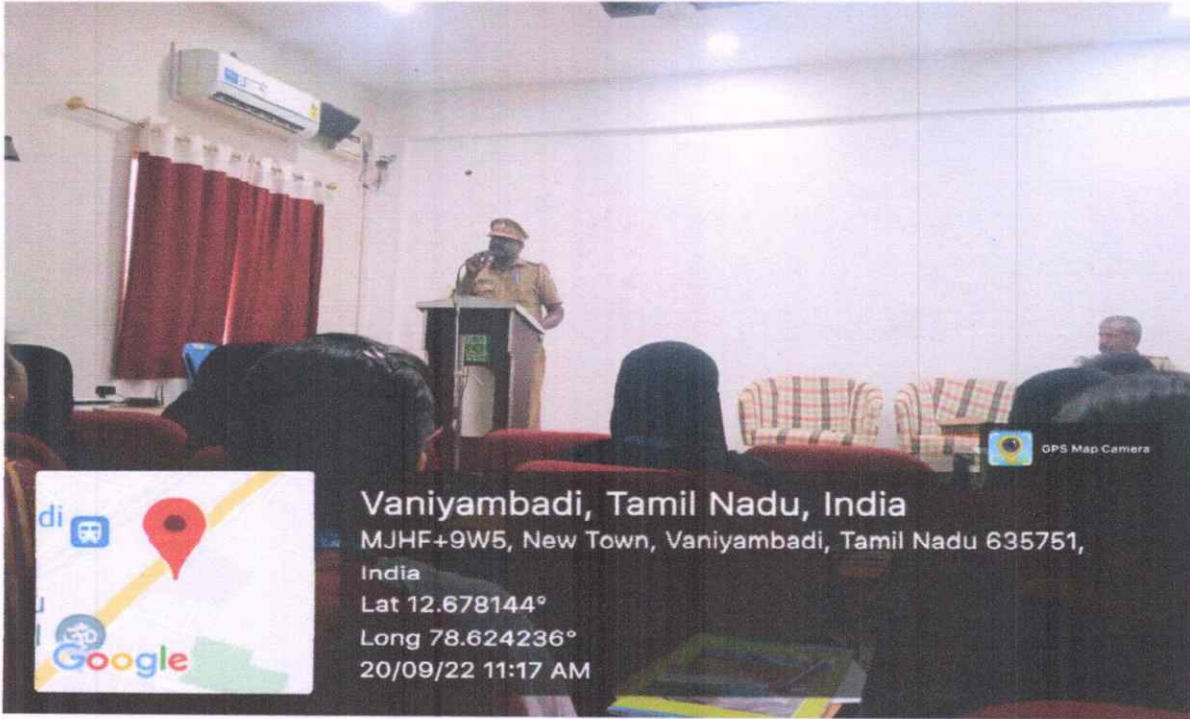 GPS Map Camera
di
Vaniyambadi, Tamil Nadu, India
MJHF+9W5, New Town, Vaniyambadi, Tamil Nadu 635751,
India
Lat 12.678144°
Long 78.624236°
20/09/22 11:17 AM
u
l
Google